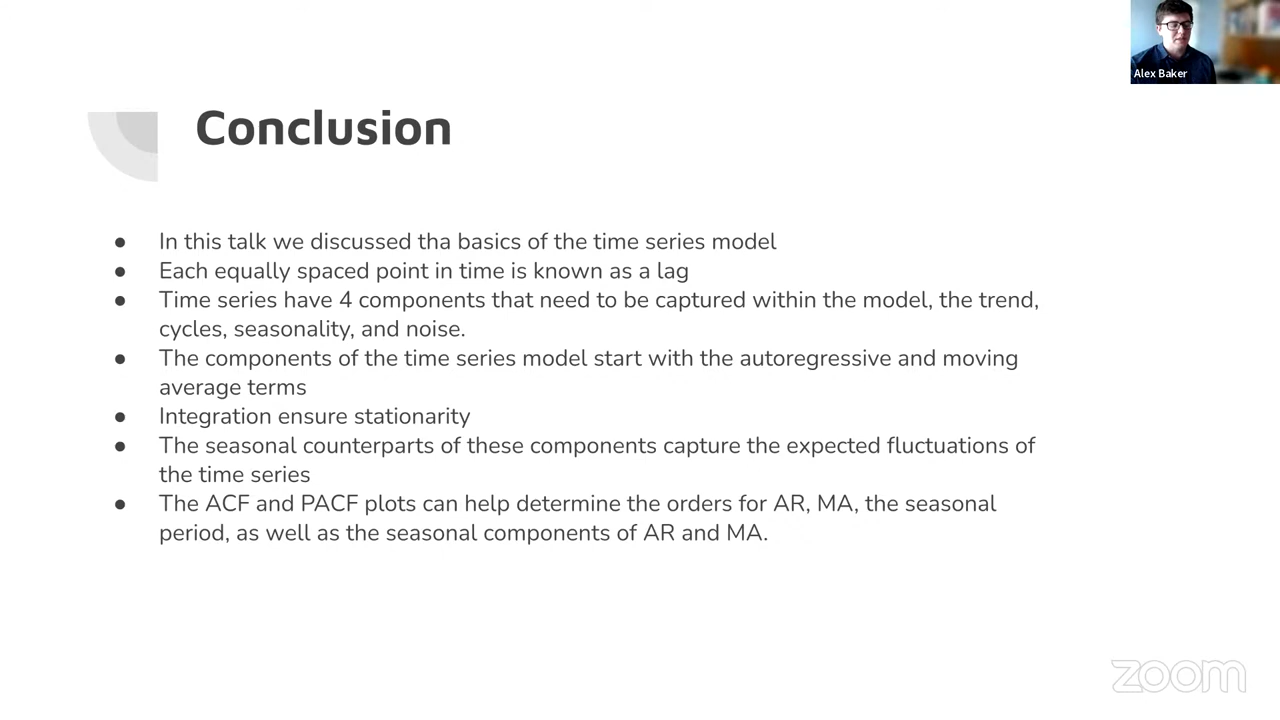 Alex Baker
Conclusion
● In this talk we discussed tha basics of the time series model
● Each equally spaced point in time is known as a lag
● Time series have 4 components that need to be captured within the model, the trend,
cycles, seasonality, and noise.
● The components of the time series model start with the autoregressive and moving
average terms
● Integration ensure stationarity
● The seasonal counterparts of these components capture the expected fluctuations of
the time series
● The ACF and PACF plots can help determine the orders for AR, MA, the seasonal
period, as well as the seasonal components of AR and MA.
zoom